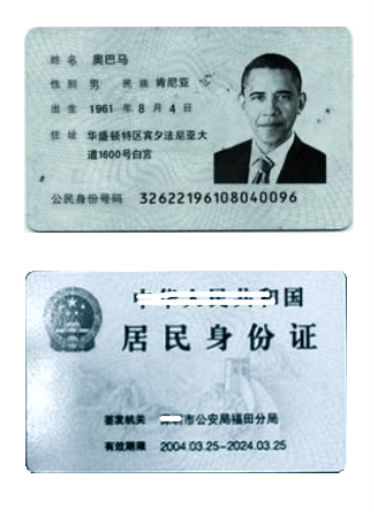 姓名 奥巴马
性别 男 民族 肯尼亚
出生 1961 年 8 月 4 日
住址 华盛顿特区宾夕法尼亚大
道1600号白宫
公民身份号码 326221196108040096
国
居民身份证
签发机关 市公安局福田分局
有效期限 2004.03.25-2024.03.25